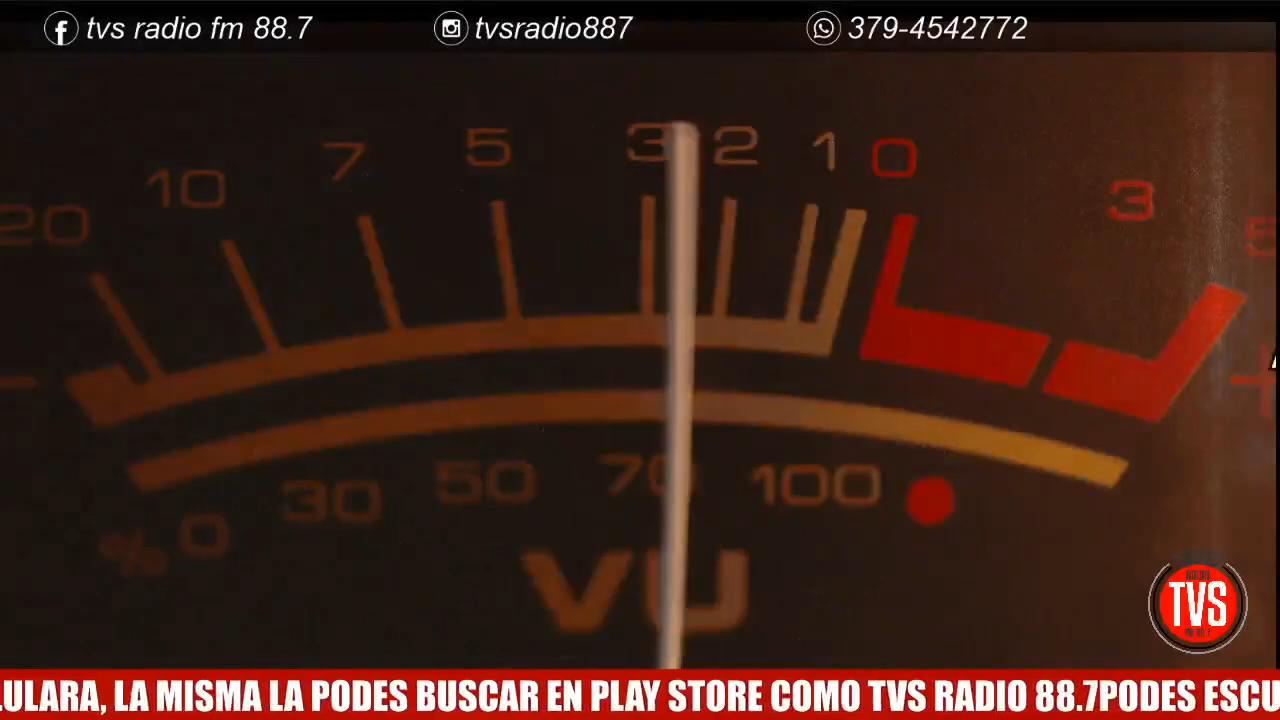 tvs radio fm 88.7
tvsradio887
379-4542772
20 10 7 5 3 2 1 0 3 5
- +
% 0 30 50 70 100
VU
TVS
LULARA, LA MISMA LA PODES BUSCAR EN PLAY STORE COMO TVS RADIO 88.7PODES ESCU